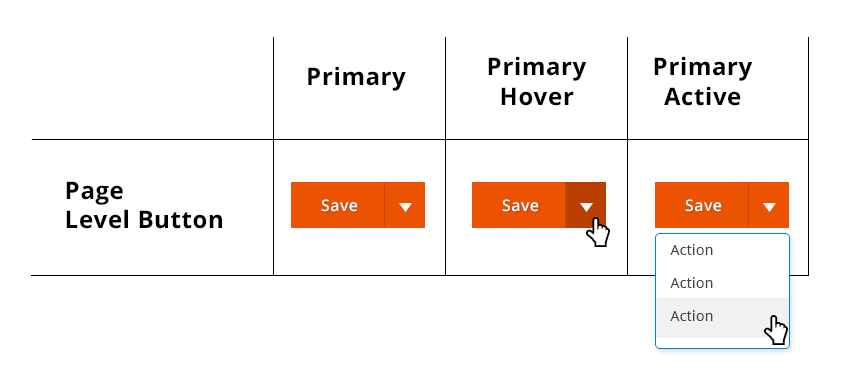 Primary
Primary
Hover
Primary
Active
Page
Level Button
Save
Save
Save
Action
Action
Action